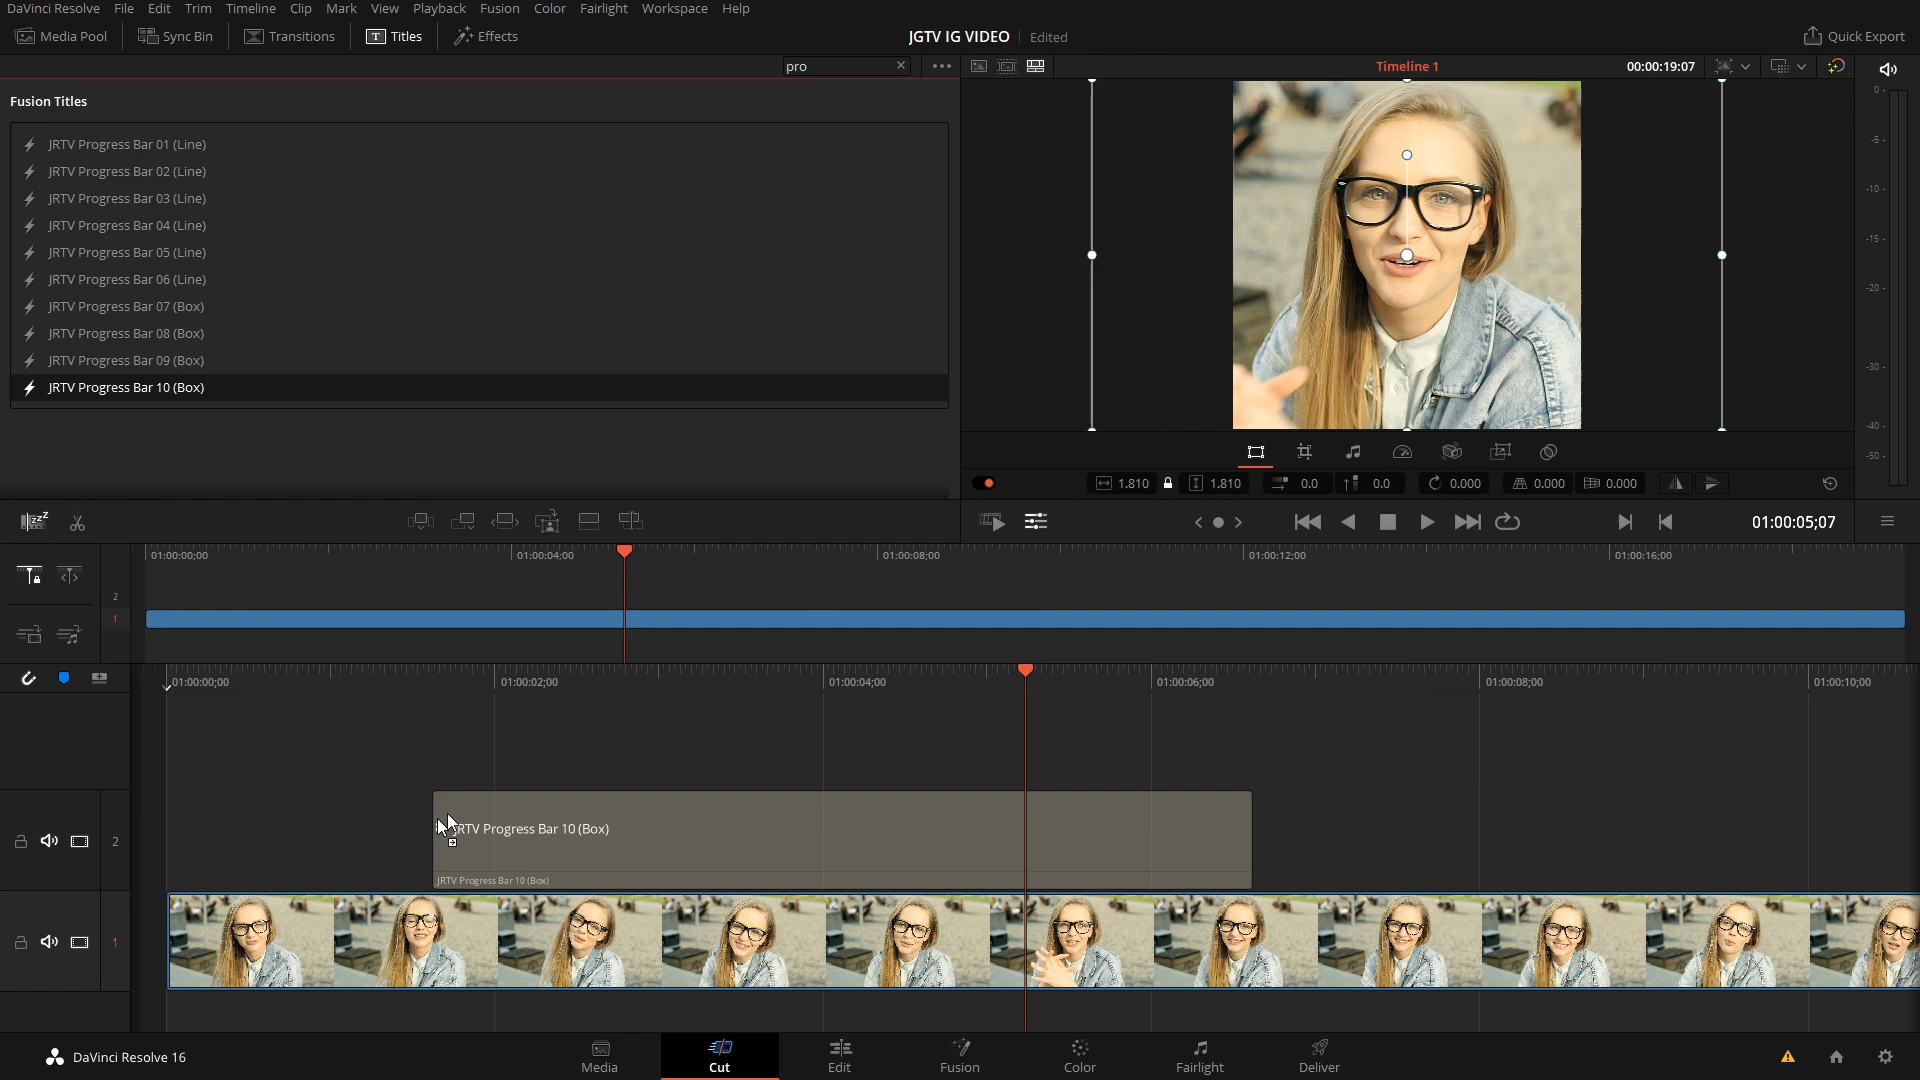 DaVinci Resolve File Edit Trim Timeline Clip Mark View Playback Fusion Color Fairlight Workspace Help
Media Pool Sync Bin Transitions Titles Effects JGTV IG VIDEO Edited Quick Export
pro Timeline 1 00:00:19:07
Fusion Titles
JRTV Progress Bar 01 (Line)
JRTV Progress Bar 02 (Line)
JRTV Progress Bar 03 (Line)
JRTV Progress Bar 04 (Line)
JRTV Progress Bar 05 (Line)
JRTV Progress Bar 06 (Line)
JRTV Progress Bar 07 (Box)
JRTV Progress Bar 08 (Box)
JRTV Progress Bar 09 (Box)
JRTV Progress Bar 10 (Box)
0 -
-5 -
-10 -
-15 -
-20 -
-30 -
-40 -
-50 -
1.810 1.810 0.0 0.0 0.000 0.000 0.000
01:00:05;07
01:00:00;00 01:00:04;00 01:00:08;00 01:00:12;00 01:00:16;00
2
1
01:00:00;00 01:00:02;00 01:00:04;00 01:00:06;00 01:00:08;00 01:00:10;00
2 JRTV Progress Bar 10 (Box)
JRTV Progress Bar 10 (Box)
1
DaVinci Resolve 16 Media Cut Edit Fusion Color Fairlight Deliver